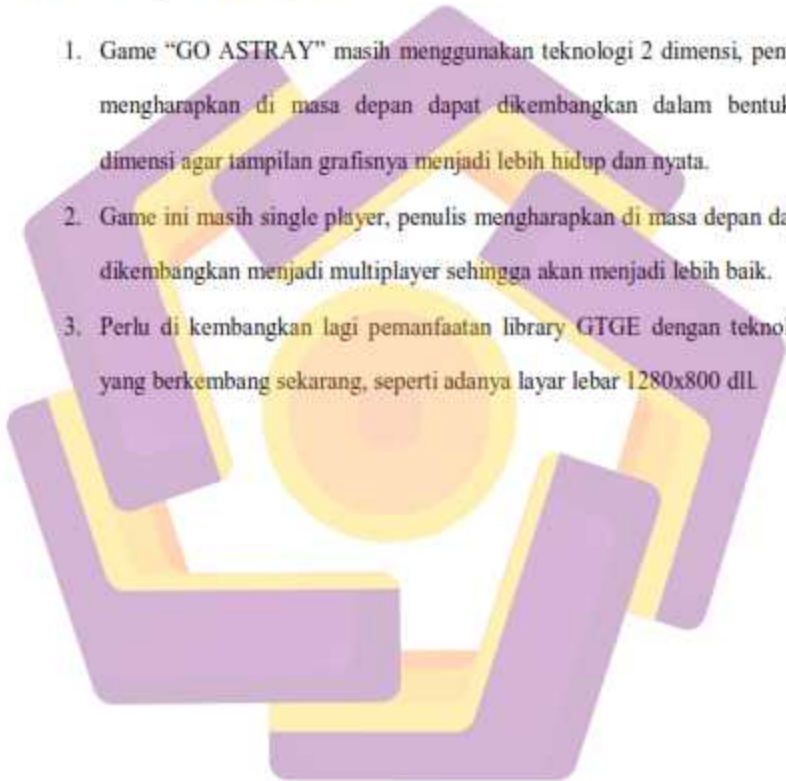 1. Game “GO ASTRAY” masih menggunakan teknologi 2 dimensi,
mengharapkan di masa depan dapat dikembangkan dalam bentuk
dimensi agar tampilan grafisnya menjadi lebih hidup dan nyata.
2. Game ini masih single player, penulis mengharapkan di masa depan
dikembangkan menjadi multiplayer sehingga akan menjadi lebih baik.
3. Perlu di kembangkan lagi pemanfaatan library GTGE dengan
yang berkembang sekarang, seperti adanya layar lebar 1280x800 dll.